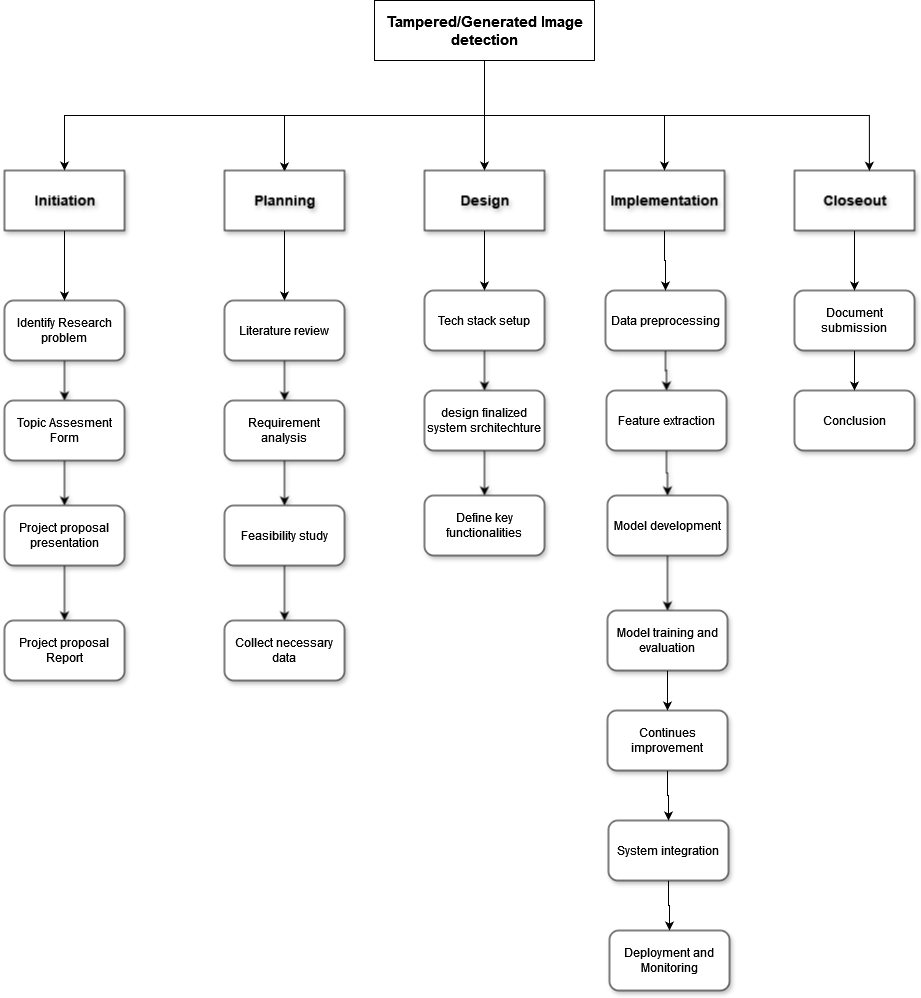 Tampered/Generated Image
detection
Initiation
Planning
Design
Implementation
Closeout
Identify Research
problem
Topic Assesment
Form
Project proposal
presentation
Project proposal
Report
Literature review
Requirement
analysis
Feasibility study
Collect necessary
data
Tech stack setup
design finalized
system srchitechture
Define key
functionalities
Data preprocessing
Feature extraction
Model development
Model training and
evaluation
Continues
improvement
System integration
Deployment and
Monitoring
Document
submission
Conclusion